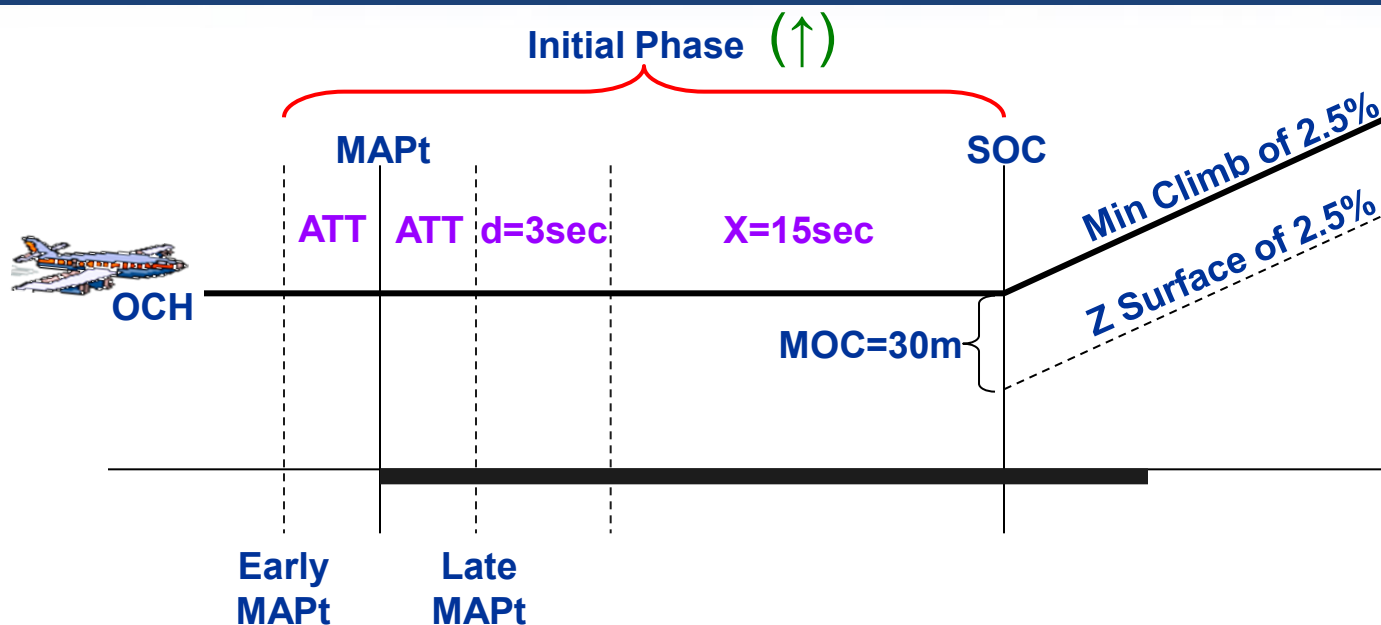 Initial Phase (↑)
MAPt
SOC
ATT
ATT
d=3sec
X=15sec
Min Climb of 2.5%
Z Surface of 2.5%
OCH
MOC=30m
Early
MAPt
Late
MAPt